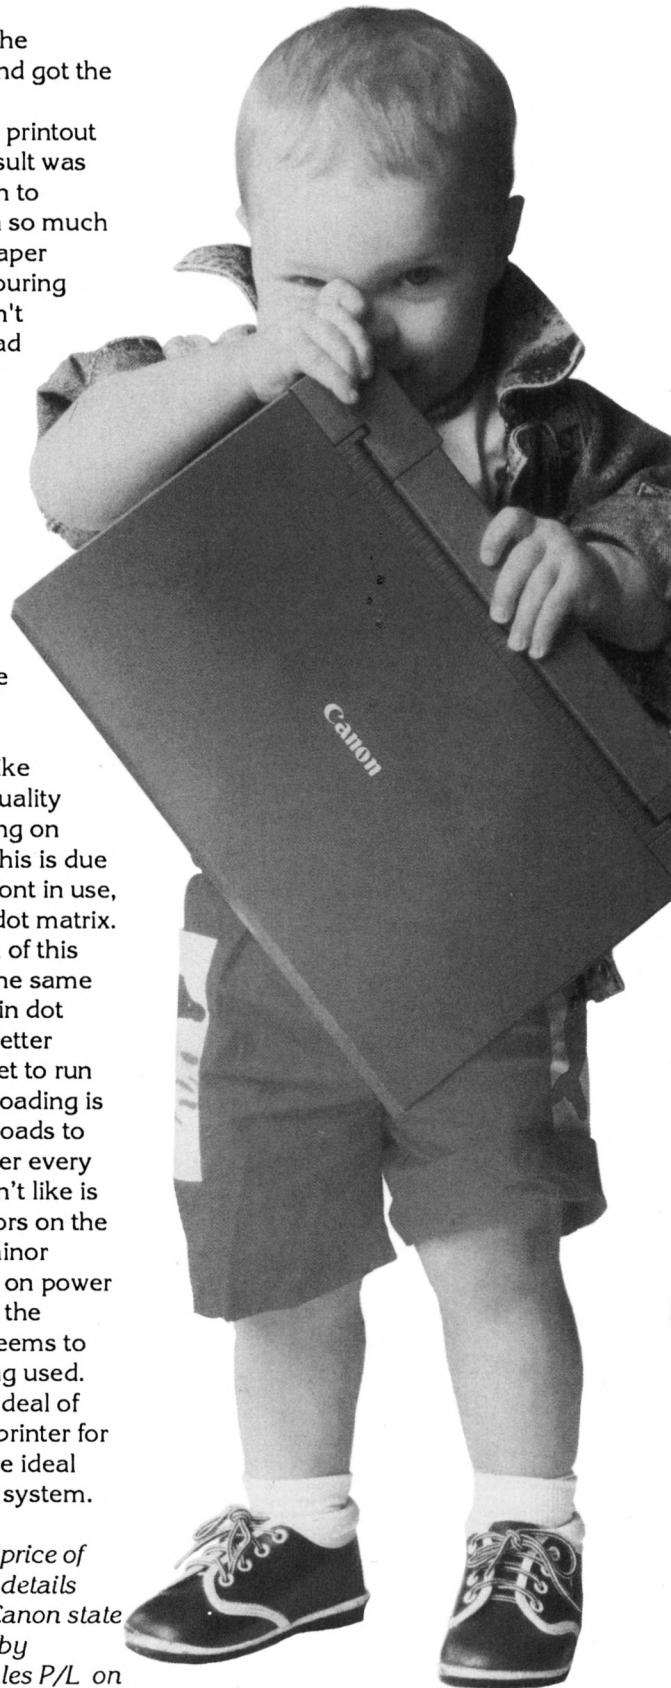 he
nd got the
printout
sult was
n to
so much
aper
ouring
n't
ad
e
ke
uality
ng on
his is due
ont in use,
dot matrix.
of this
ne same
in dot
etter
et to run
oading is
oads to
er every
n't like is
ors on the
inor
on power
the
eems to
g used.
deal of
printer for
e ideal
system.
price of
details
Canon state
by
les P/L on
Canon